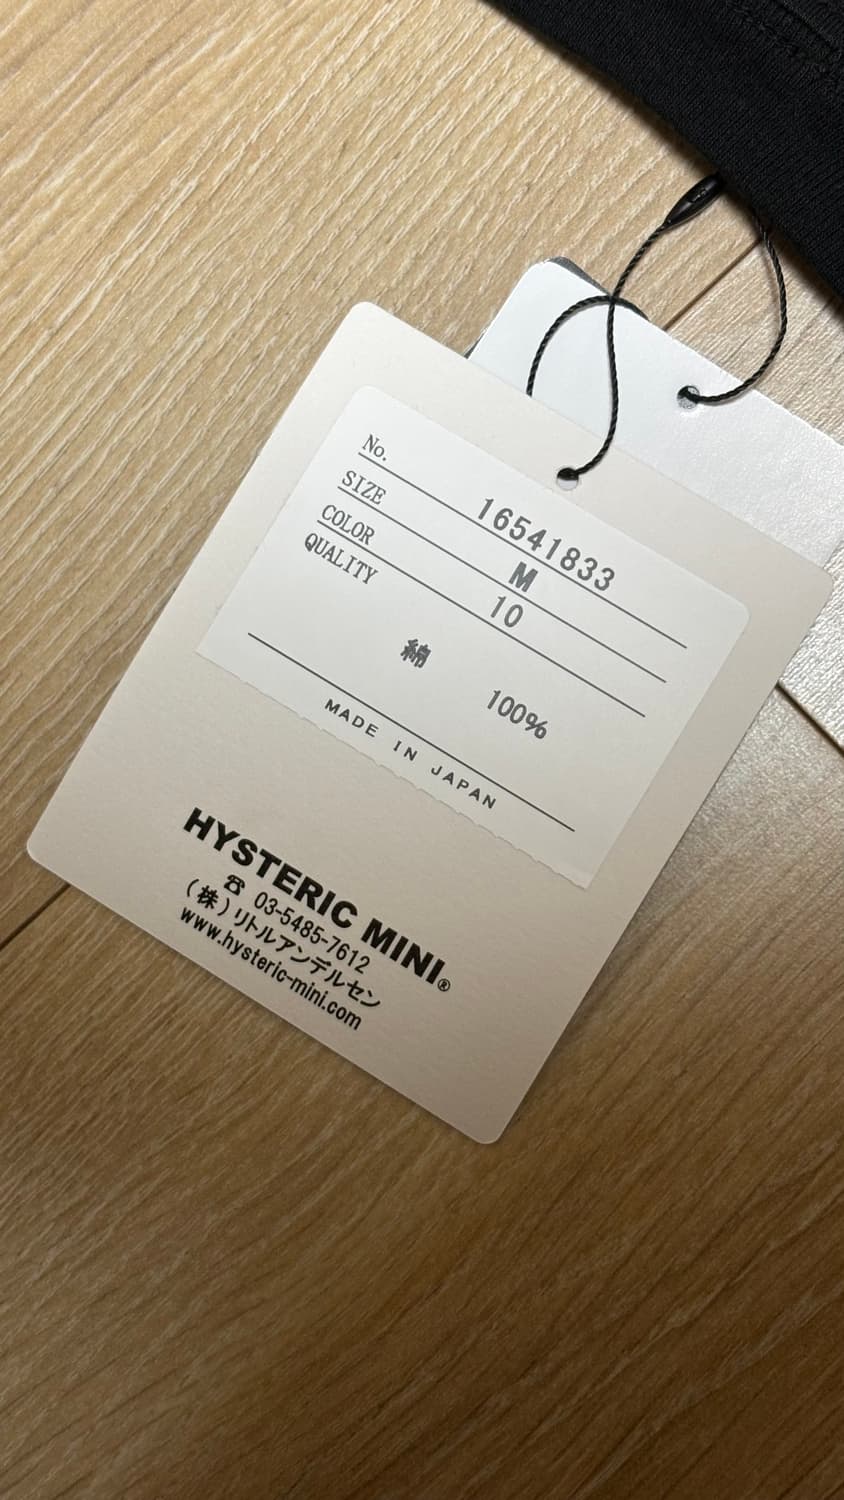 No. 16541833
SIZE M
COLOR 10
QUALITY
綿 100%
MADE IN JAPAN
HYSTERIC MINI®
☎ 03-5485-7612
(株)リトルアンデルセン
www.hysteric-mini.com